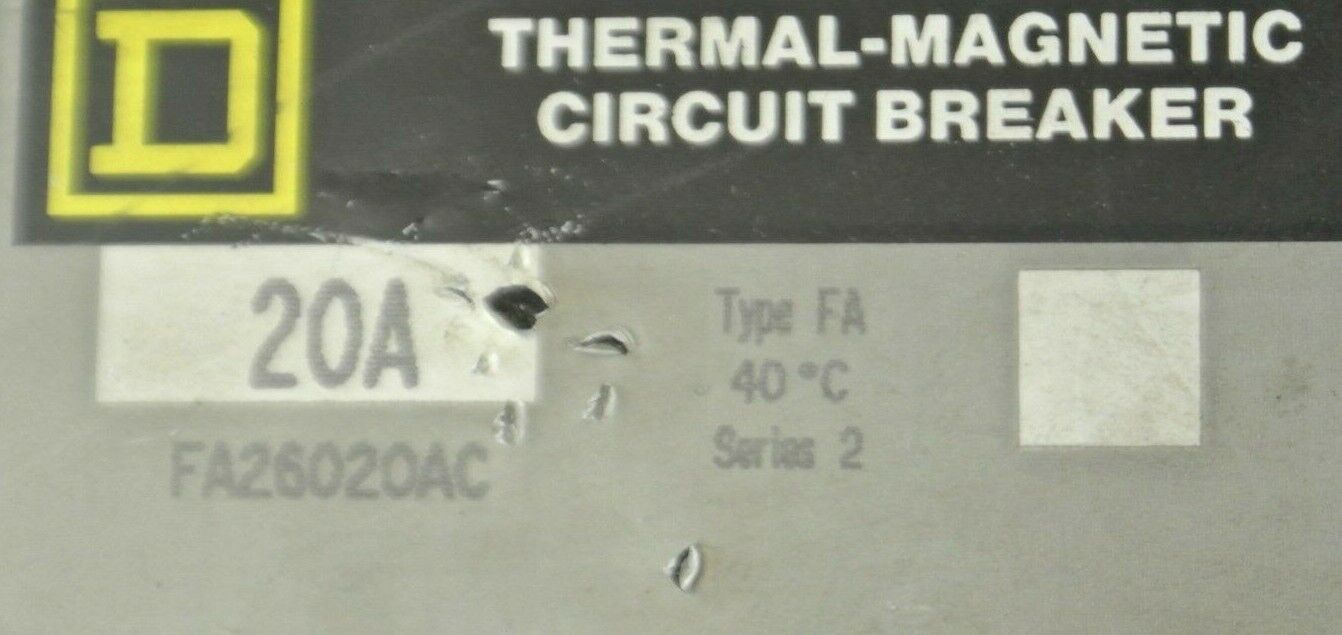 D
THERMAL-MAGNETIC
CIRCUIT BREAKER
20A
FA26020AC
Type FA
40°C
Series 2